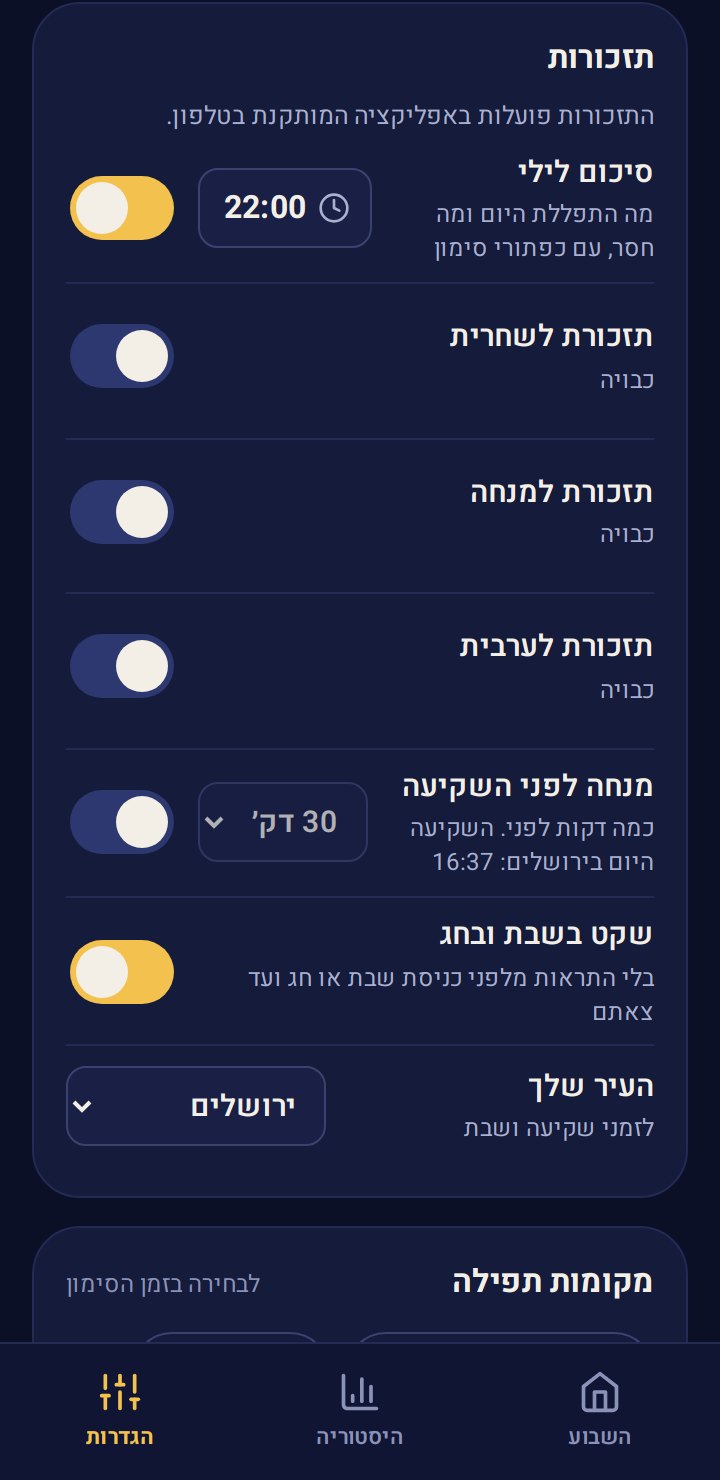 תזכורות
התזכורות פועלות באפליקציה המותקנת בטלפון.
סיכום לילי
מה התפללת היום ומה
חסר, עם כפתורי סימון
22:00
תזכורת לשחרית
כבויה
תזכורת למנחה
כבויה
תזכורת לערבית
כבויה
מנחה לפני השקיעה
כמה דקות לפני. השקיעה
היום בירושלים: 16:37
30 דק׳
שקט בשבת ובחג
בלי התראות מלפני כניסת שבת או חג ועד
צאתם
העיר שלך
לזמני שקיעה ושבת
ירושלים
מקומות תפילה
לבחירה בזמן הסימון
השבוע
היסטוריה
הגדרות